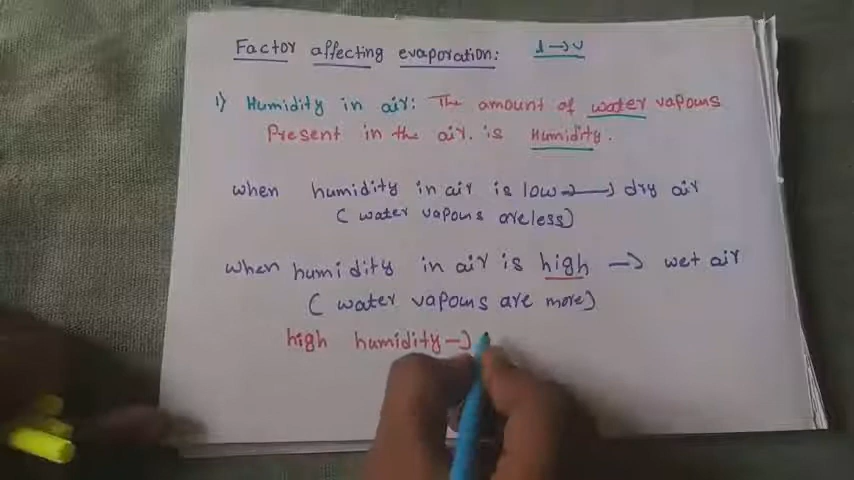 Factor affecting evaporation: l→v
1) Humidity in air: The amount of water vapours
Present in the air. is Humidity.
when humidity in air is low→ dry air
( water vapours are less)
When humidity in air is high → wet air
( water vapours are more)
high humidity →